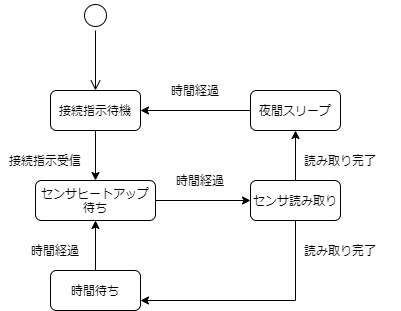 時間経過
接続指示待機
夜間スリープ
接続指示受信
読み取り完了
時間経過
センサヒートアップ
待ち
センサ読み取り
時間経過
読み取り完了
時間待ち